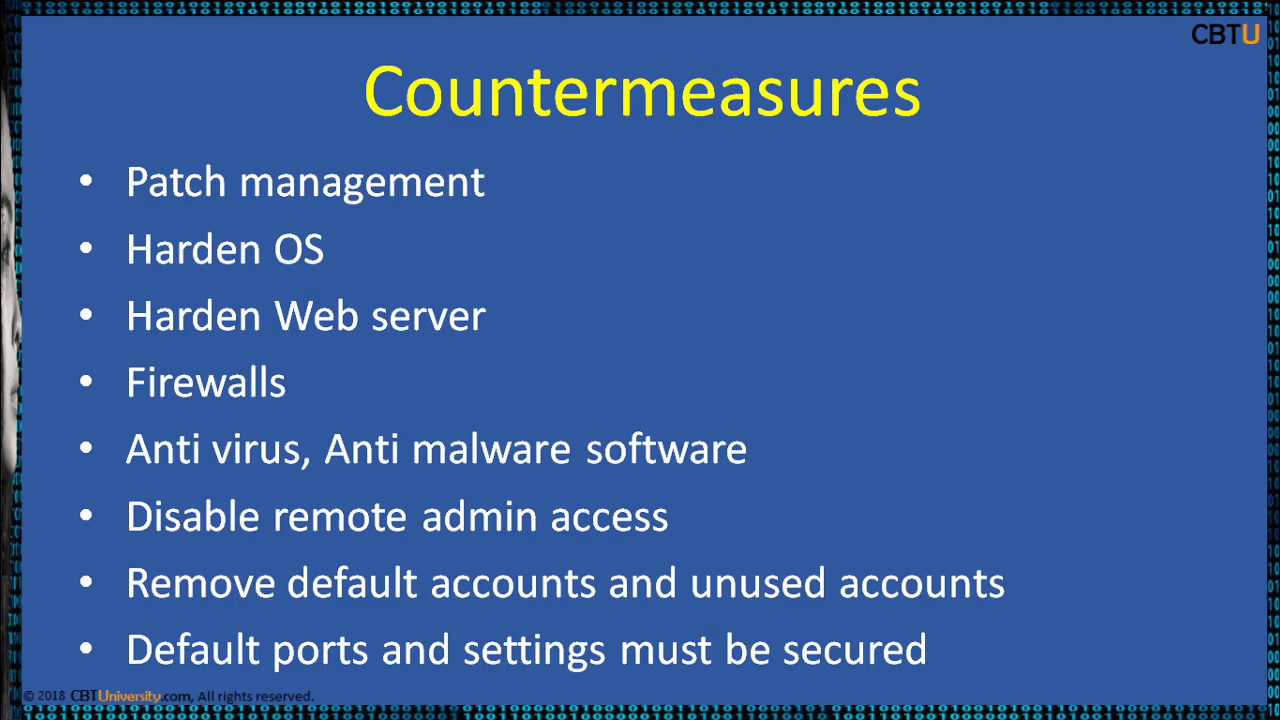 CBTU
Countermeasures
• Patch management
• Harden OS
• Harden Web server
• Firewalls
• Anti virus, Anti malware software
• Disable remote admin access
• Remove default accounts and unused accounts
• Default ports and settings must be secured
© 2018 CBTUniversity.com, All rights reserved.